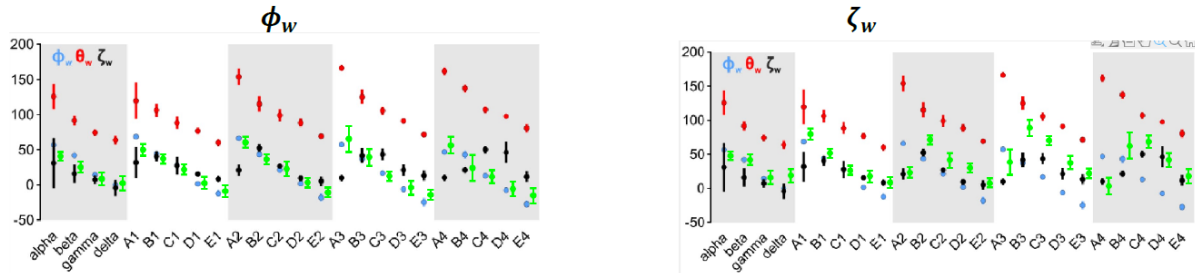 ϕw
200
150
100
50
0
-50
ϕw θw ζw
alpha beta gamma delta A1 B1 C1 D1 E1 A2 B2 C2 D2 E2 A3 B3 C3 D3 E3 A4 B4 C4 D4 E4
ζw
200
150
100
50
0
-50
ϕw θw ζw
alpha beta gamma delta A1 B1 C1 D1 E1 A2 B2 C2 D2 E2 A3 B3 C3 D3 E3 A4 B4 C4 D4 E4